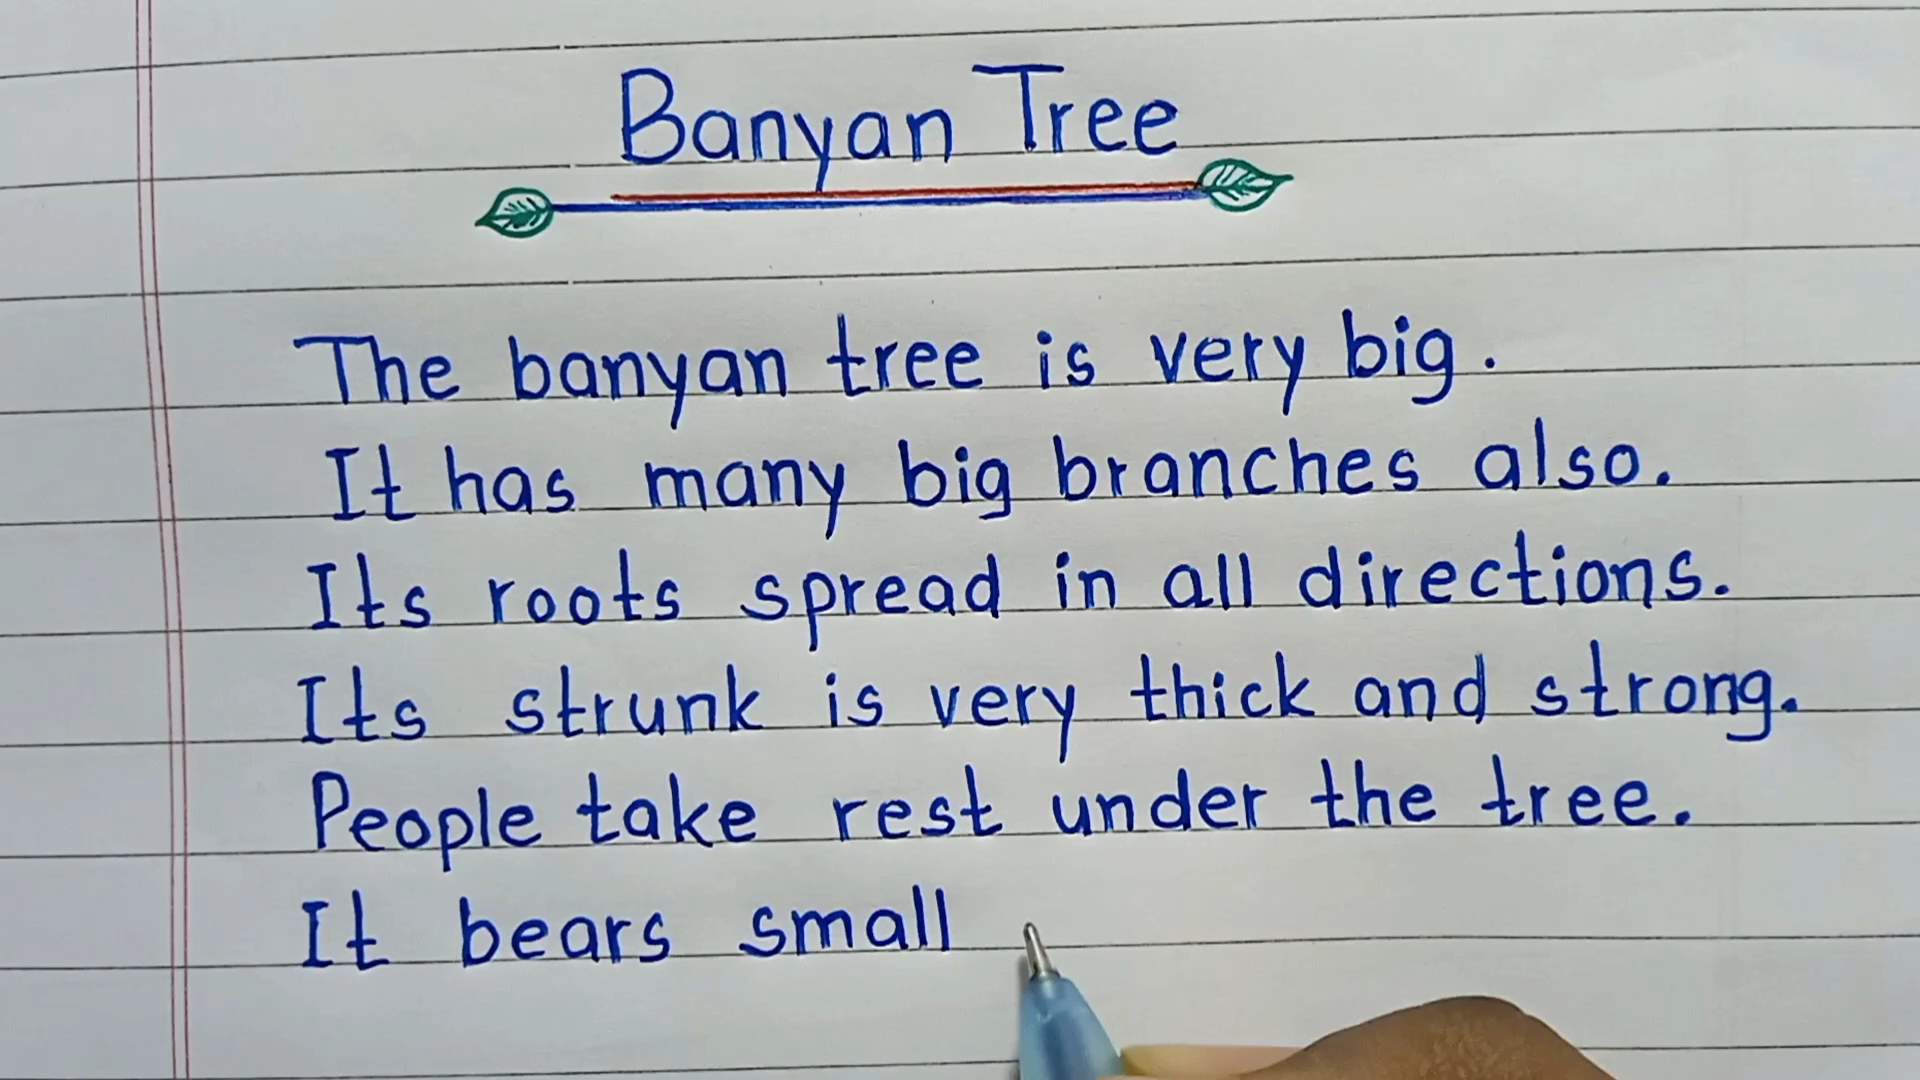 Banyan Tree
The banyan tree is very big.
It has many big branches also.
Its roots spread in all directions.
Its strunk is very thick and strong.
People take rest under the tree.
It bears small